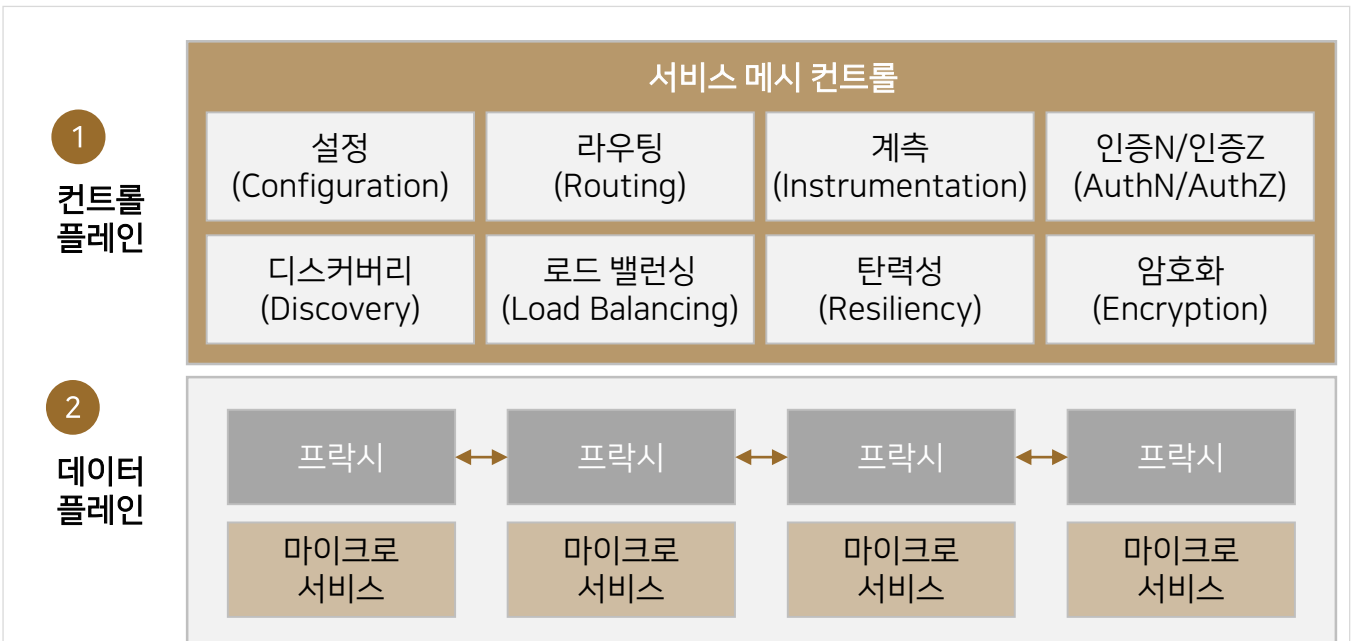 서비스 메시 컨트롤
1
컨트롤
플레인
설정
(Configuration)
라우팅
(Routing)
계측
(Instrumentation)
인증N/인증Z
(AuthN/AuthZ)
디스커버리
(Discovery)
로드 밸런싱
(Load Balancing)
탄력성
(Resiliency)
암호화
(Encryption)
2
데이터
플레인
프락시
프락시
프락시
프락시
마이크로
서비스
마이크로
서비스
마이크로
서비스
마이크로
서비스